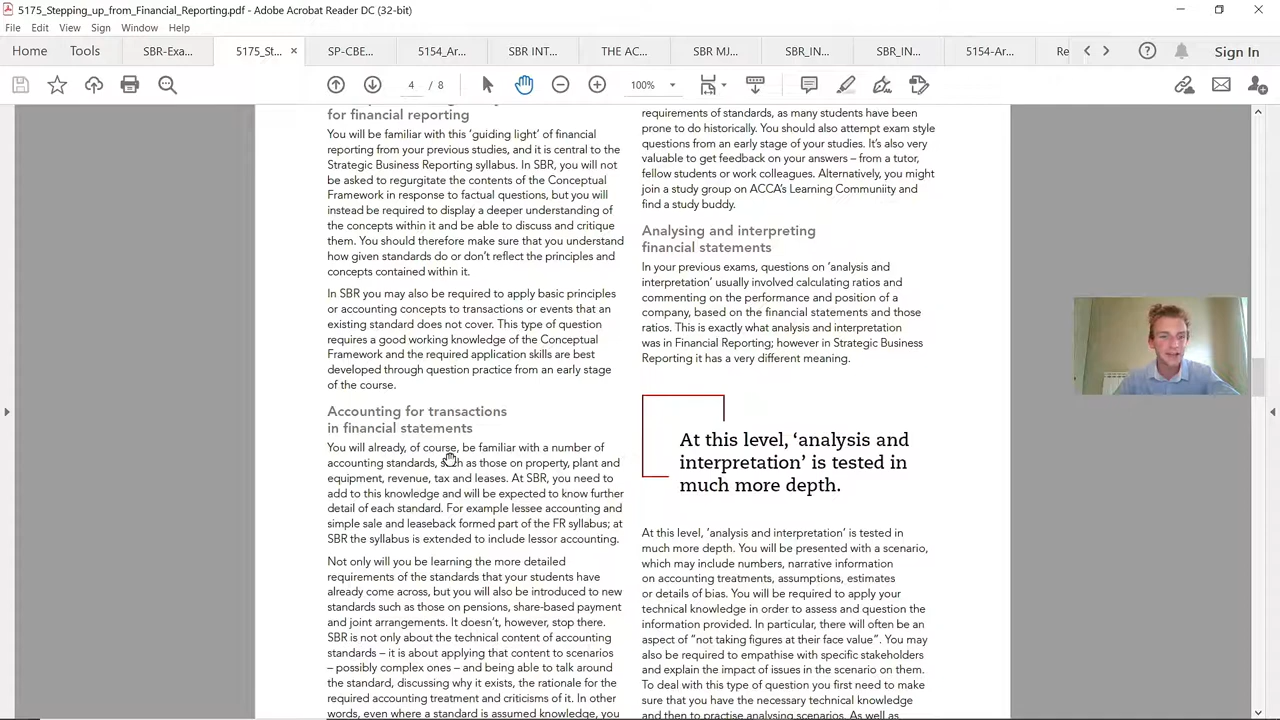 5175_Stepping_up_from_Financial_Reporting.pdf - Adobe Acrobat Reader DC (32-bit)
File Edit View Sign Window Help
Home Tools SBR-Exa... 5175_St... × SP-CBE... 5154_Ar... SBR INT... THE AC... SBR MJ... SBR_IN... SBR_IN... 5154-Ar... Re Sign In
4 / 8 100%
for financial reporting
You will be familiar with this 'guiding light' of financial
reporting from your previous studies, and it is central to the
Strategic Business Reporting syllabus. In SBR, you will not
be asked to regurgitate the contents of the Conceptual
Framework in response to factual questions, but you will
instead be required to display a deeper understanding of
the concepts within it and be able to discuss and critique
them. You should therefore make sure that you understand
how given standards do or don't reflect the principles and
concepts contained within it.
In SBR you may also be required to apply basic principles
or accounting concepts to transactions or events that an
existing standard does not cover. This type of question
requires a good working knowledge of the Conceptual
Framework and the required application skills are best
developed through question practice from an early stage
of the course.
Accounting for transactions
in financial statements
You will already, of course, be familiar with a number of
accounting standards, such as those on property, plant and
equipment, revenue, tax and leases. At SBR, you need to
add to this knowledge and will be expected to know further
detail of each standard. For example lessee accounting and
simple sale and leaseback formed part of the FR syllabus; at
SBR the syllabus is extended to include lessor accounting.
Not only will you be learning the more detailed
requirements of the standards that your students have
already come across, but you will also be introduced to new
standards such as those on pensions, share-based payment
and joint arrangements. It doesn't, however, stop there.
SBR is not only about the technical content of accounting
standards – it is about applying that content to scenarios
– possibly complex ones – and being able to talk around
the standard, discussing why it exists, the rationale for the
required accounting treatment and criticisms of it. In other
words, even where a standard is assumed knowledge, you
requirements of standards, as many students have been
prone to do historically. You should also attempt exam style
questions from an early stage of your studies. It's also very
valuable to get feedback on your answers – from a tutor,
fellow students or work colleagues. Alternatively, you might
join a study group on ACCA's Learning Communiity and
find a study buddy.
Analysing and interpreting
financial statements
In your previous exams, questions on 'analysis and
interpretation' usually involved calculating ratios and
commenting on the performance and position of a
company, based on the financial statements and those
ratios. This is exactly what analysis and interpretation
was in Financial Reporting; however in Strategic Business
Reporting it has a very different meaning.
At this level, 'analysis and
interpretation' is tested in
much more depth.
At this level, 'analysis and interpretation' is tested in
much more depth. You will be presented with a scenario,
which may include numbers, narrative information
on accounting treatments, assumptions, estimates
or details of bias. You will be required to apply your
technical knowledge in order to assess and question the
information provided. In particular, there will often be an
aspect of "not taking figures at their face value". You may
also be required to empathise with specific stakeholders
and explain the impact of issues in the scenario on them.
To deal with this type of question you first need to make
sure that you have the necessary technical knowledge
and then to practise analysing scenarios. As well as